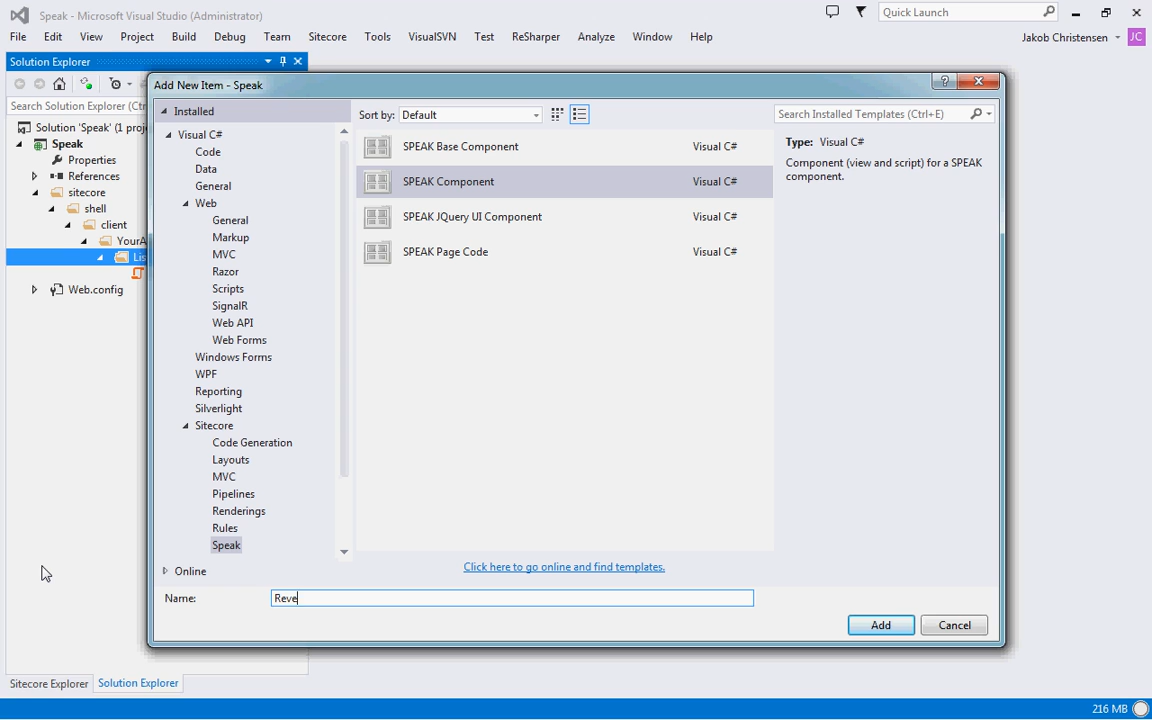 Speak - Microsoft Visual Studio (Administrator)
Quick Launch
File Edit View Project Build Debug Team Sitecore Tools VisualSVN Test ReSharper Analyze Window Help
Jakob Christensen JC
Solution Explorer
Search Solution Explorer (Ctr
Solution 'Speak' (1 proj
Speak
Properties
References
sitecore
shell
client
YourA
Lis
Web.config
Add New Item - Speak
Installed
Visual C#
Code
Data
General
Web
General
Markup
MVC
Razor
Scripts
SignalR
Web API
Web Forms
Windows Forms
WPF
Reporting
Silverlight
Sitecore
Code Generation
Layouts
MVC
Pipelines
Renderings
Rules
Speak
Online
Sort by: Default
SPEAK Base Component Visual C#
SPEAK Component Visual C#
SPEAK JQuery UI Component Visual C#
SPEAK Page Code Visual C#
Click here to go online and find templates.
Search Installed Templates (Ctrl+E)
Type: Visual C#
Component (view and script) for a SPEAK
component.
Name: Reve
Add Cancel
Sitecore Explorer Solution Explorer
216 MB